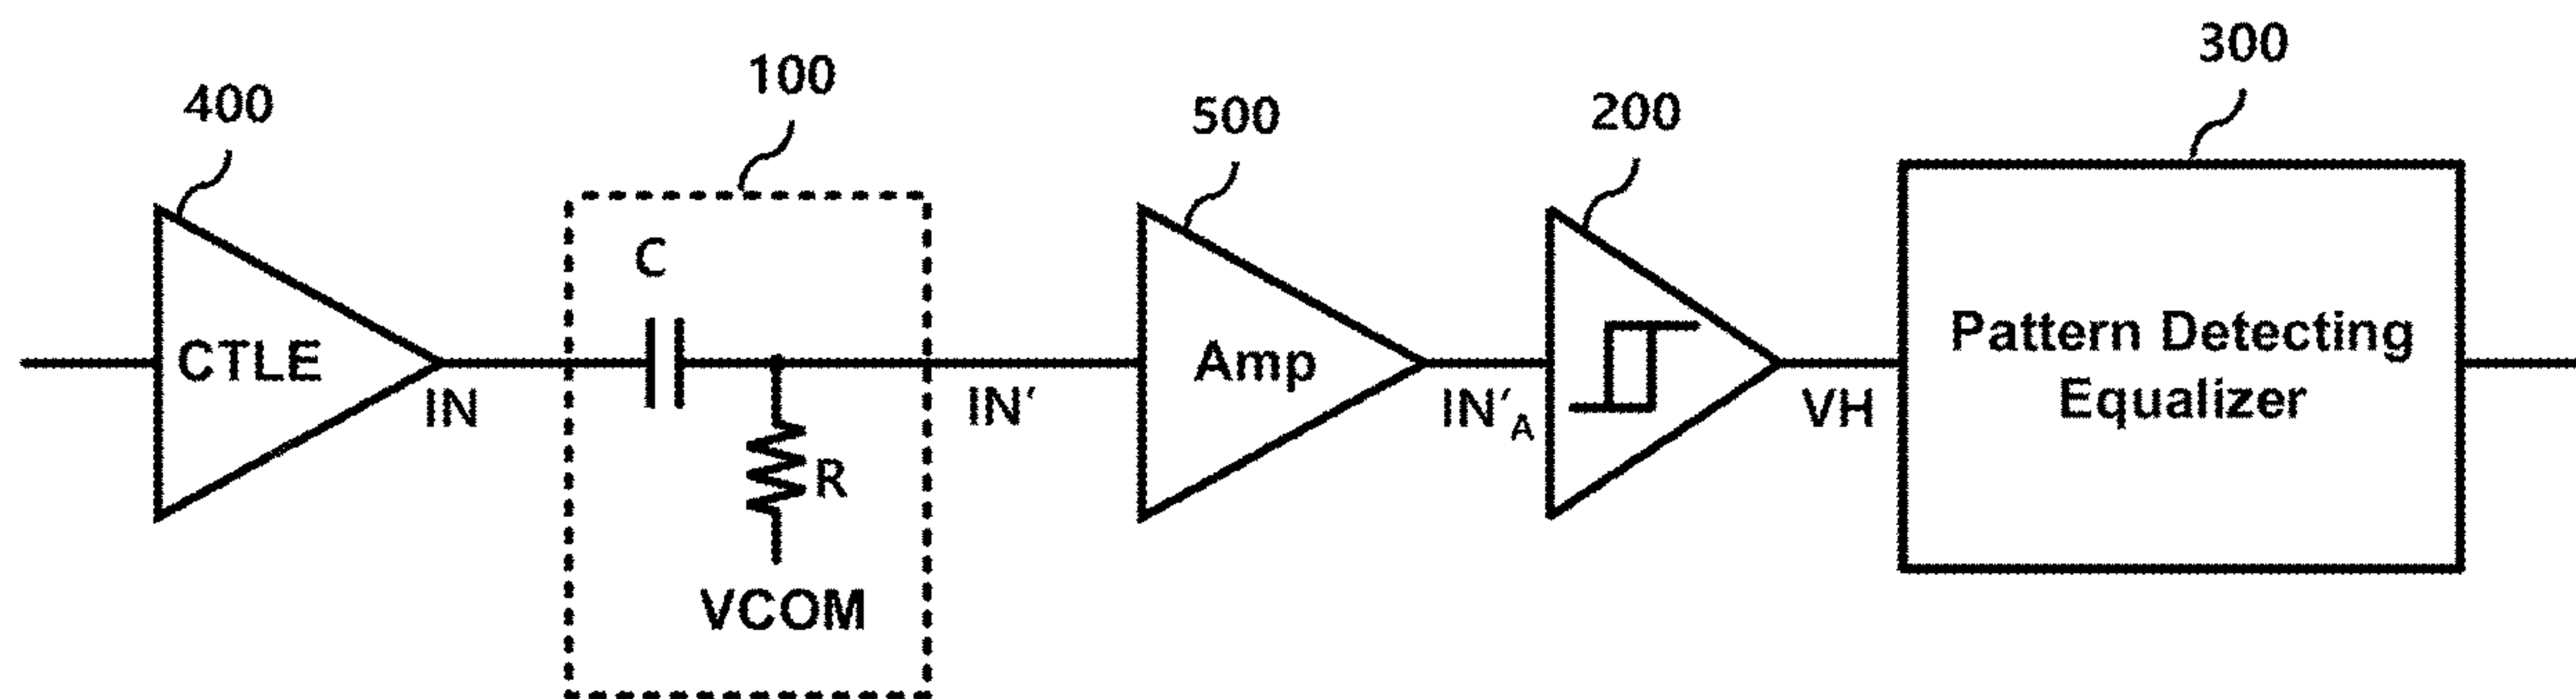 400
100
500
200
300
C
CTLE
IN
R
VCOM
IN′
Amp
IN′A
VH
Pattern Detecting
Equalizer